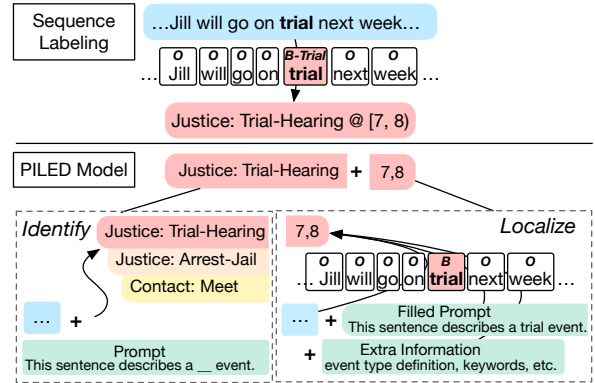 Sequence
Labeling
…Jill will go on trial next week…
O O O O B-Trial O O
… Jill will go on trial next week …
Justice: Trial-Hearing @ [7, 8)
PILED Model
Justice: Trial-Hearing + 7,8
Identify
Justice: Trial-Hearing
Justice: Arrest-Jail
Contact: Meet
… +
Prompt
This sentence describes a __ event.
Localize
7,8
O O O O B O O
… Jill will go on trial next week …
… + Filled Prompt
This sentence describes a trial event.
+ Extra Information
event type definition, keywords, etc.